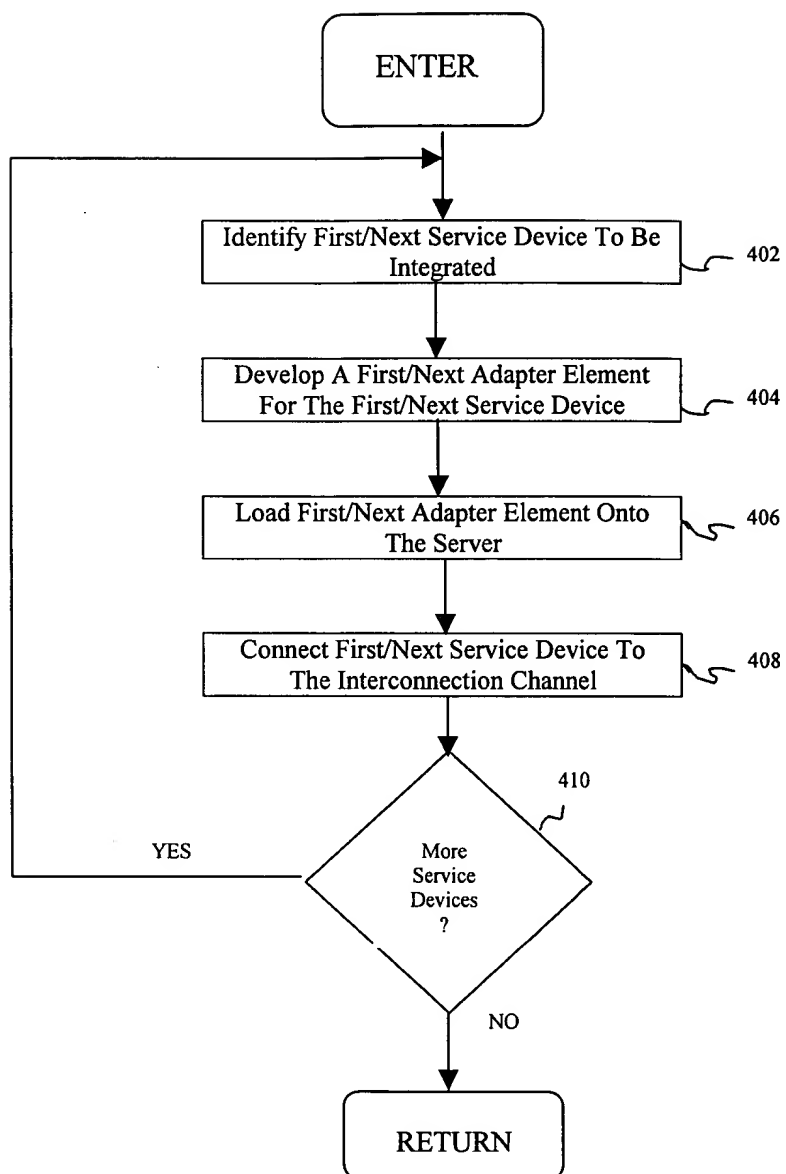 ENTER
Identify First/Next Service Device To Be
Integrated
402
Develop A First/Next Adapter Element
For The First/Next Service Device
404
Load First/Next Adapter Element Onto
The Server
406
Connect First/Next Service Device To
The Interconnection Channel
408
410
More
Service
Devices
?
YES
NO
RETURN